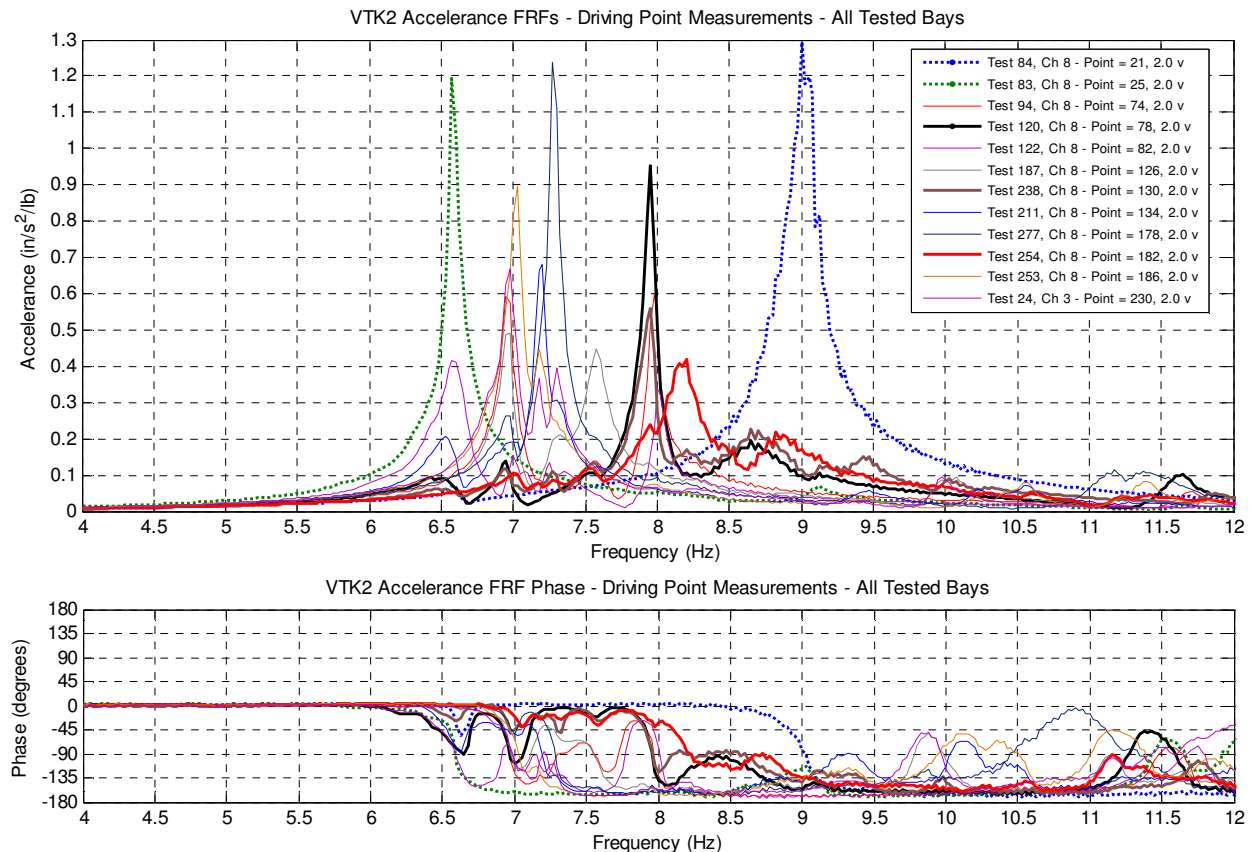 VTK2 Accelerance FRFs - Driving Point Measurements - All Tested Bays
1.3
1.2
1.1
1
0.9
0.8
0.7
0.6
0.5
0.4
0.3
0.2
0.1
0
Accelerance (in/s²/lb)
Test 84, Ch 8 - Point = 21, 2.0 v
Test 83, Ch 8 - Point = 25, 2.0 v
Test 94, Ch 8 - Point = 74, 2.0 v
Test 120, Ch 8 - Point = 78, 2.0 v
Test 122, Ch 8 - Point = 82, 2.0 v
Test 187, Ch 8 - Point = 126, 2.0 v
Test 238, Ch 8 - Point = 130, 2.0 v
Test 211, Ch 8 - Point = 134, 2.0 v
Test 277, Ch 8 - Point = 178, 2.0 v
Test 254, Ch 8 - Point = 182, 2.0 v
Test 253, Ch 8 - Point = 186, 2.0 v
Test 24, Ch 3 - Point = 230, 2.0 v
4 4.5 5 5.5 6 6.5 7 7.5 8 8.5 9 9.5 10 10.5 11 11.5 12
Frequency (Hz)
VTK2 Accelerance FRF Phase - Driving Point Measurements - All Tested Bays
180
135
90
45
0
-45
-90
-135
-180
Phase (degrees)
4 4.5 5 5.5 6 6.5 7 7.5 8 8.5 9 9.5 10 10.5 11 11.5 12
Frequency (Hz)